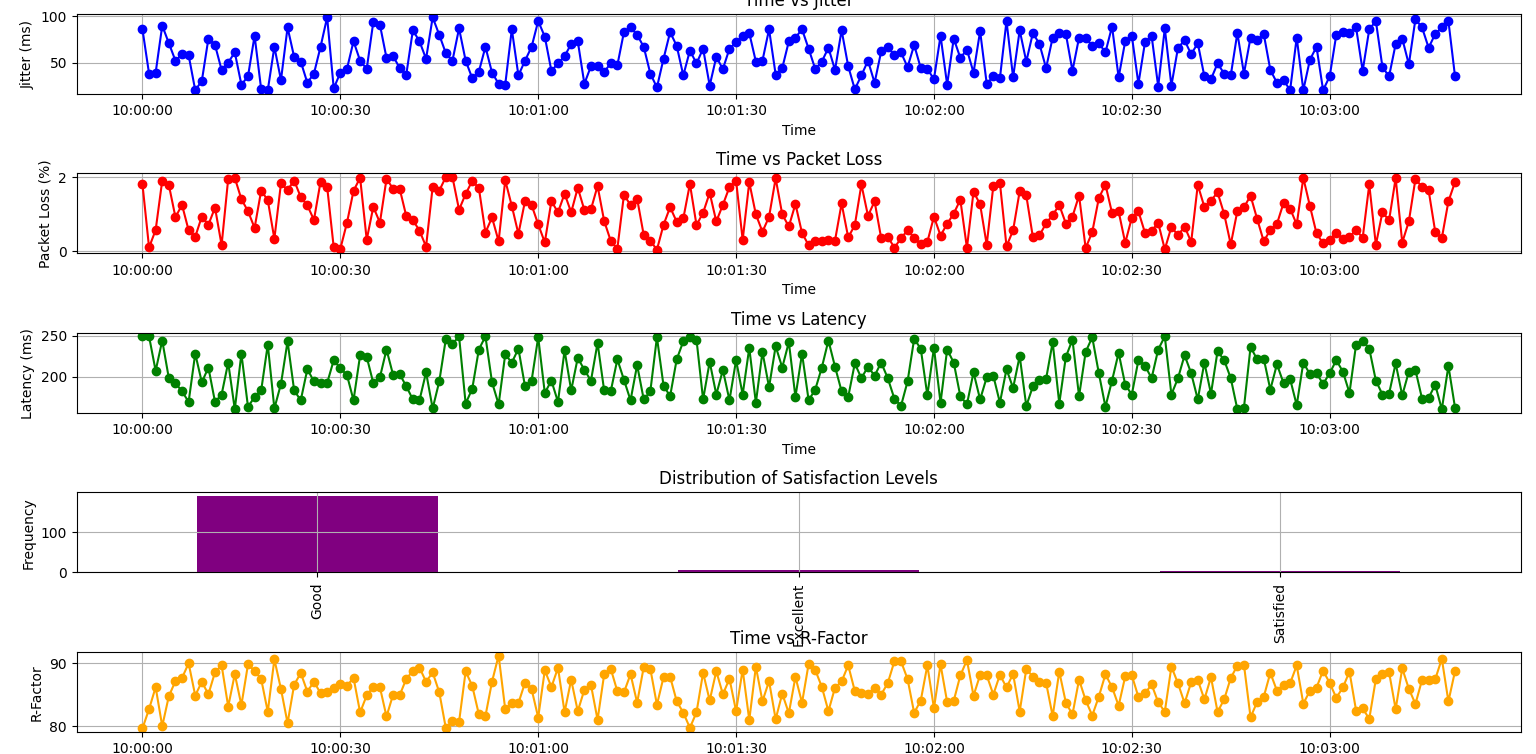 Time vs Jitter
Jitter (ms)
100
50
10:00:00 10:00:30 10:01:00 10:01:30 10:02:00 10:02:30 10:03:00
Time
Time vs Packet Loss
Packet Loss (%)
2
0
10:00:00 10:00:30 10:01:00 10:01:30 10:02:00 10:02:30 10:03:00
Time
Time vs Latency
Latency (ms)
250
200
10:00:00 10:00:30 10:01:00 10:01:30 10:02:00 10:02:30 10:03:00
Time
Distribution of Satisfaction Levels
Frequency
100
0
Good Excellent Satisfied
Time vs R-Factor
R-Factor
90
80
10:00:00 10:00:30 10:01:00 10:01:30 10:02:00 10:02:30 10:03:00